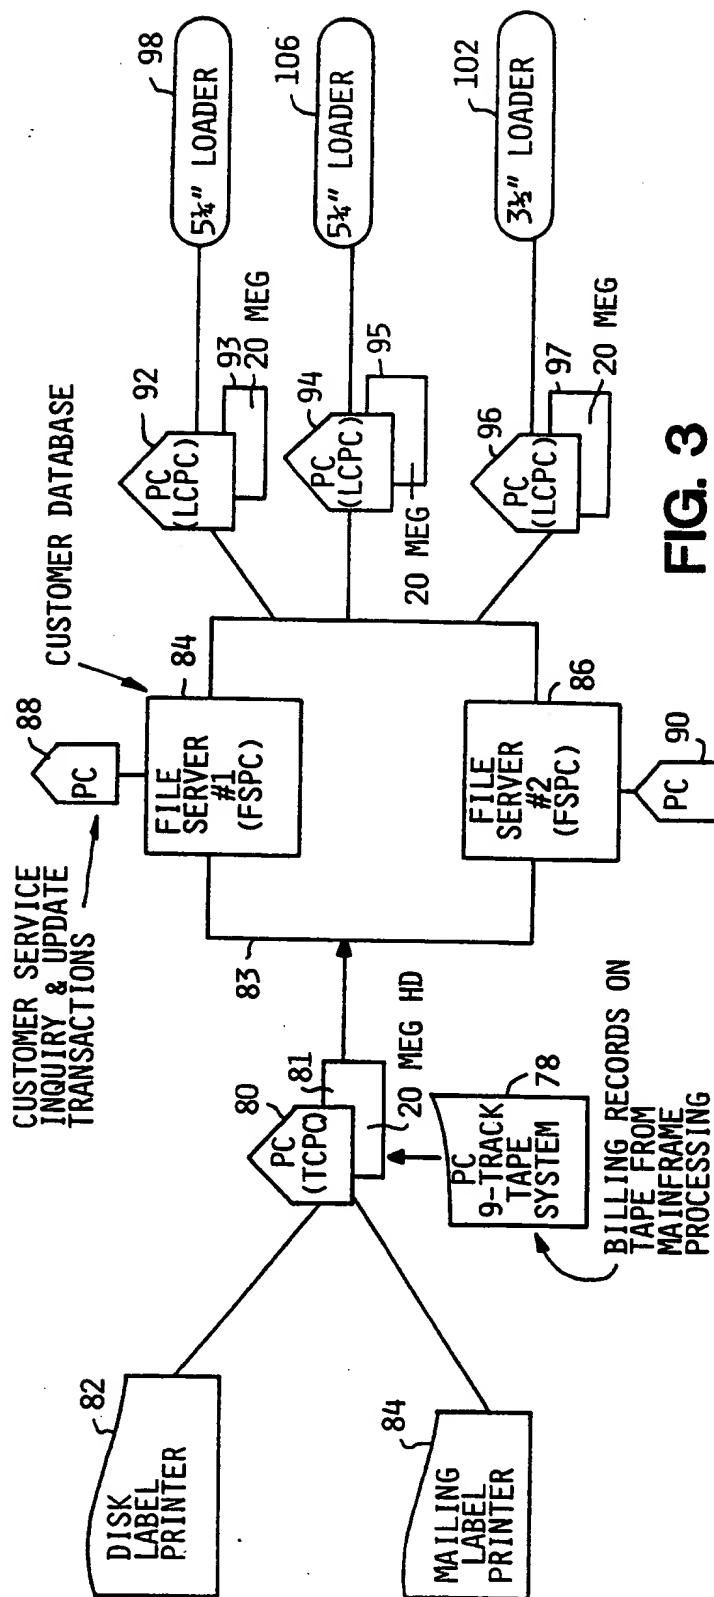 82
DISK
LABEL
PRINTER
84
MAILING
LABEL
PRINTER
80
PC
(TCPC)
81
20 MEG HD
78
PC
9-TRACK
TAPE
SYSTEM
BILLING RECORDS ON
TAPE FROM
MAINFRAME
PROCESSING
83
CUSTOMER SERVICE
INQUIRY & UPDATE
TRANSACTIONS
88
PC
CUSTOMER DATABASE
84
FILE
SERVER
#1
(FSPC)
86
FILE
SERVER
#2
(FSPC)
90
PC
92
PC
(LCPC)
93
20 MEG
94
PC
(LCPC)
95
20 MEG
96
PC
(LCPC)
97
20 MEG
98
5¼" LOADER
106
5¼" LOADER
102
3½" LOADER
FIG. 3